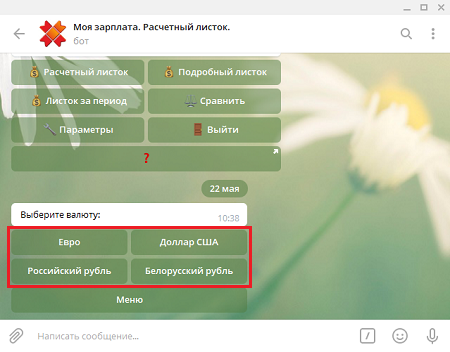 Моя зарплата. Расчетный листок.
бот
Расчетный листок
Подробный листок
Листок за период
Сравнить
Параметры
Выйти
?
22 мая
Выберите валюту:
10:38
Евро
Доллар США
Российский рубль
Белорусский рубль
Меню
Написать сообщение...